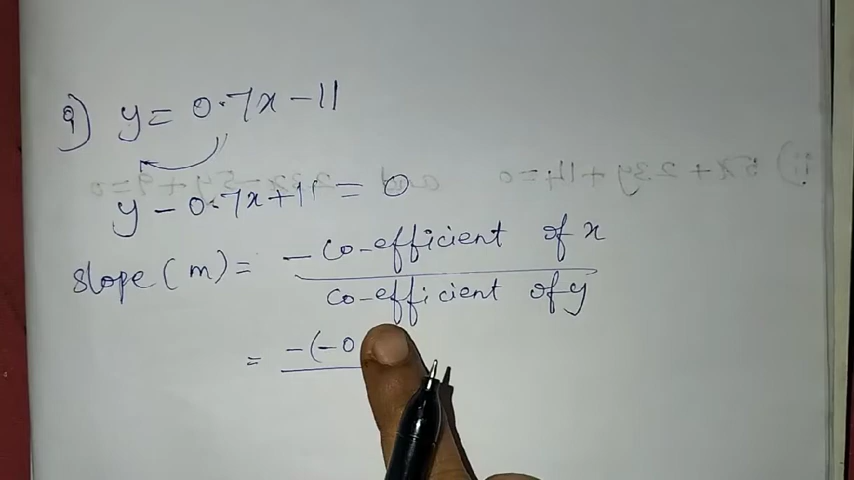 9) y = 0.7x - 11
y - 0.7x + 11 = 0
slope (m) = - Co-efficient of x
co-efficient of y
= -(-0